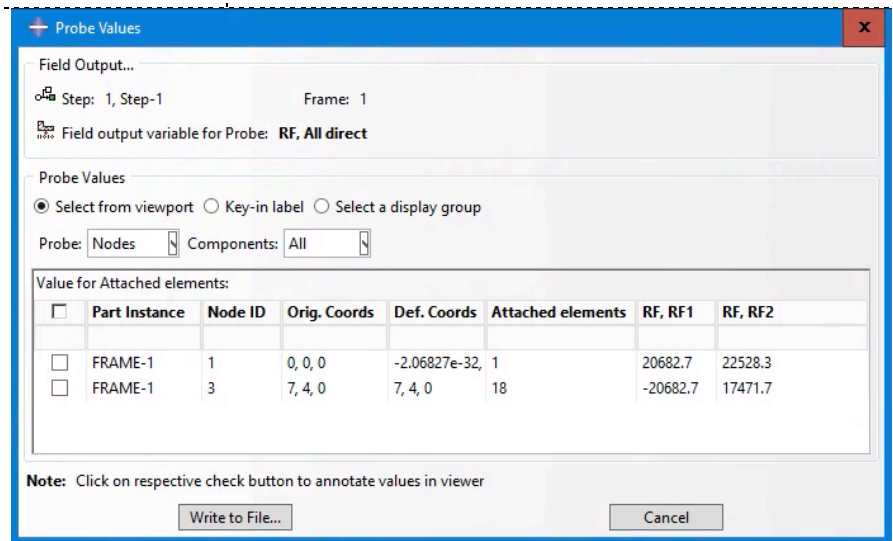 Probe Values
x
Field Output...
Step: 1, Step-1 Frame: 1
Field output variable for Probe: RF, All direct
Probe Values
Select from viewport Key-in label Select a display group
Probe: Nodes Components: All
Value for Attached elements:
Part Instance Node ID Orig. Coords Def. Coords Attached elements RF, RF1 RF, RF2
FRAME-1 1 0, 0, 0 -2.06827e-32, 1 20682.7 22528.3
FRAME-1 3 7, 4, 0 7, 4, 0 18 -20682.7 17471.7
Note: Click on respective check button to annotate values in viewer
Write to File... Cancel